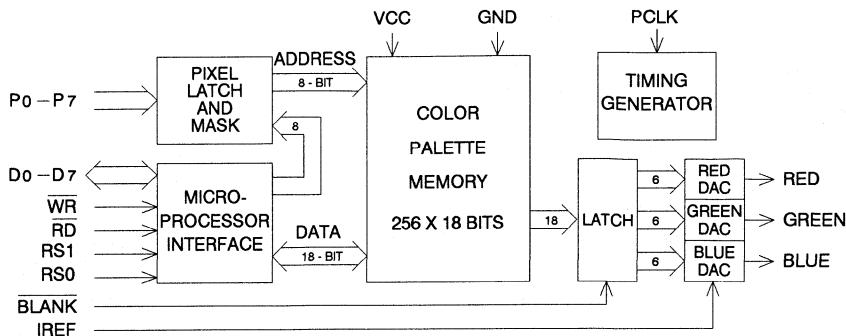 VCC
GND
PCLK
PIXEL
LATCH
AND
MASK
ADDRESS
8 - BIT
P0-P7
8
COLOR
PALETTE
MEMORY
256 X 18 BITS
TIMING
GENERATOR
D0-D7
WR
RD
RS1
RS0
MICRO-
PROCESSOR
INTERFACE
DATA
18 - BIT
18
LATCH
6
6
6
RED
DAC
GREEN
DAC
BLUE
DAC
RED
GREEN
BLUE
BLANK
IREF